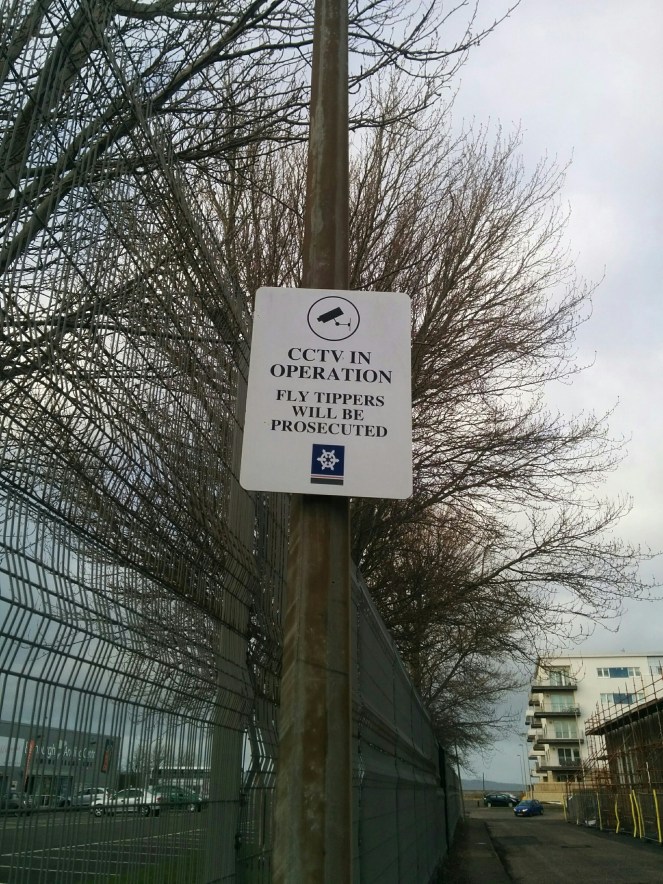 CCTV IN
OPERATION
FLY TIPPERS
WILL BE
PROSECUTED